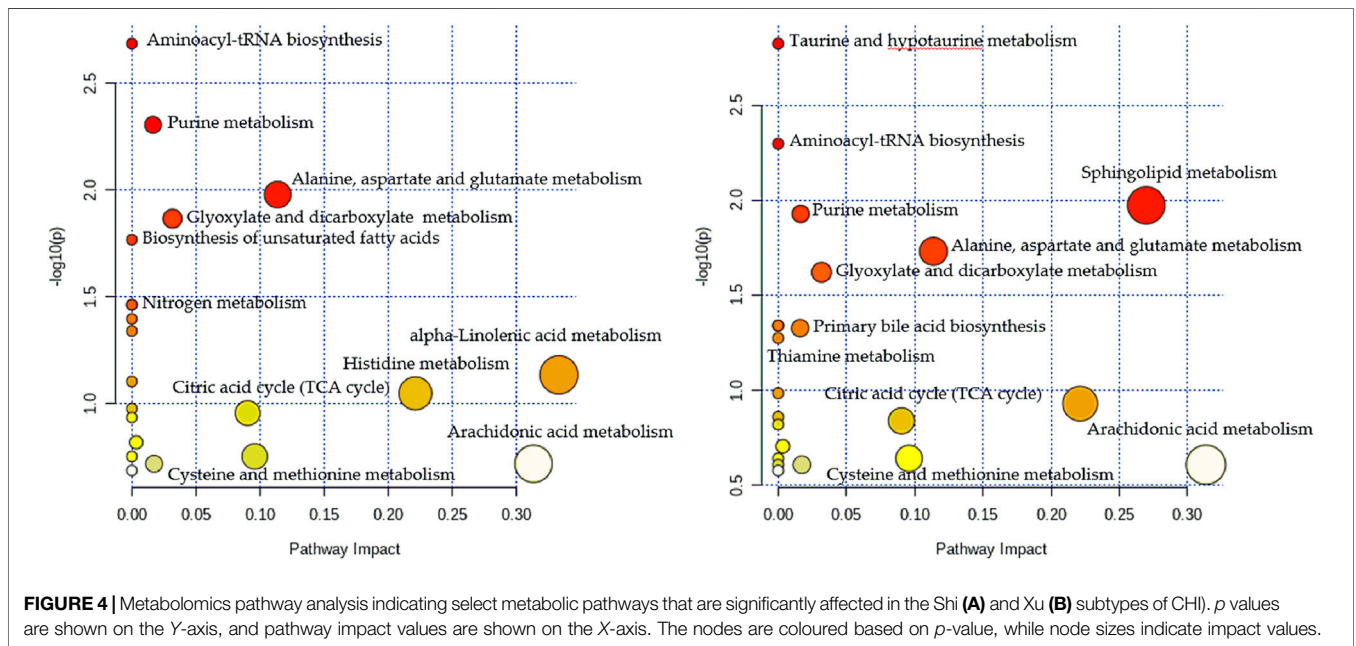 Aminoacyl-tRNA biosynthesis
2.5
Purine metabolism
Alanine, aspartate and glutamate metabolism
2.0
Glyoxylate and dicarboxylate metabolism
Biosynthesis of unsaturated fatty acids
-log10(p)
1.5
Nitrogen metabolism
alpha-Linolenic acid metabolism
Histidine metabolism
Citric acid cycle (TCA cycle)
1.0
Arachidonic acid metabolism
Cysteine and methionine metabolism
0.00 0.05 0.10 0.15 0.20 0.25 0.30
Pathway Impact
Taurine and hypotaurine metabolism
2.5
Aminoacyl-tRNA biosynthesis
Sphingolipid metabolism
2.0
Purine metabolism
Alanine, aspartate and glutamate metabolism
-log10(p)
Glyoxylate and dicarboxylate metabolism
1.5
Primary bile acid biosynthesis
Thiamine metabolism
1.0
Citric acid cycle (TCA cycle)
Arachidonic acid metabolism
Cysteine and methionine metabolism
0.5
0.00 0.05 0.10 0.15 0.20 0.25 0.30
Pathway Impact
FIGURE 4 | Metabolomics pathway analysis indicating select metabolic pathways that are significantly affected in the Shi (A) and Xu (B) subtypes of CHI). p values
are shown on the Y-axis, and pathway impact values are shown on the X-axis. The nodes are coloured based on p-value, while node sizes indicate impact values.